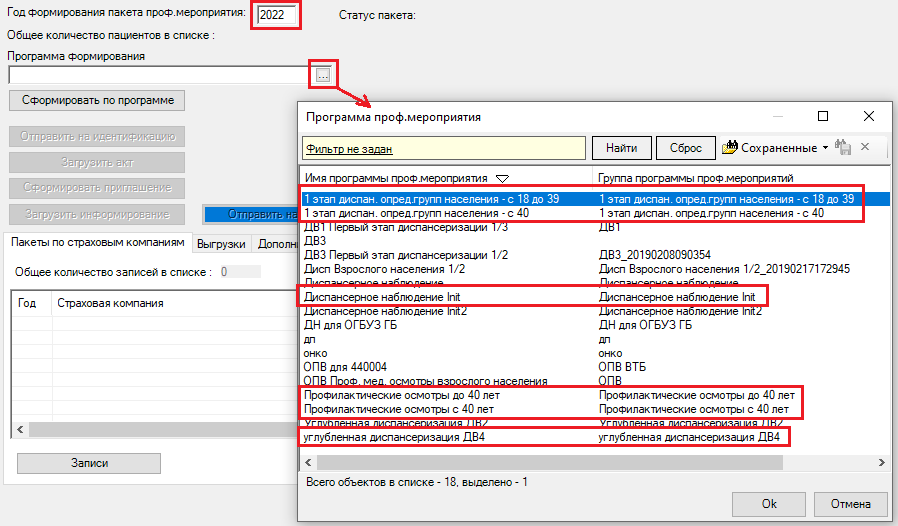 Год формирования пакета проф.мероприятия: 2022 Статус пакета:
Общее количество пациентов в списке :
Программа формирования
...
Сформировать по программе
Отправить на идентификацию
Загрузить акт
Сформировать приглашение
Загрузить информирование Отправить на
Пакеты по страховым компаниям Выгрузки Дополни
Общее количество записей в списке : 0
Год Страховая компания
Записи
Программа проф.мероприятия
Фильтр не задан Найти Сброс Сохраненные
Имя программы проф.мероприятия Группа программы проф.мероприятий
1 этап диспан. опред.групп населения - с 18 до 39 1 этап диспан. опред.групп населения - с 18 до 39
1 этап диспан. опред.групп населения - с 40 1 этап диспан. опред.групп населения - с 40
ДВ1 Первый этап диспансеризации 1/3 ДВ1
ДВ3
ДВ3 Первый этап диспансеризации 1/2 ДВ3_20190208090354
Дисп Взрослого населения 1/2 Дисп Взрослого населения 1/2_20190217172945
Диспансерное наблюдение Диспансерное наблюдение
Диспансерное наблюдение Init Диспансерное наблюдение Init
Диспансерное наблюдение Init2 Диспансерное наблюдение Init2
ДН для ОГБУЗ ГБ ДН для ОГБУЗ ГБ
дп дп
онко онко
ОПВ для 440004 ОПВ ВТБ
ОПВ Проф. мед. осмотры взрослого населения ОПВ
Профилактические осмотры до 40 лет Профилактические осмотры до 40 лет
Профилактические осмотры с 40 лет Профилактические осмотры с 40 лет
Углубленная диспансеризация ДВ2 Углубленная диспансеризация ДВ2
углубленная диспансеризация ДВ4 углубленная диспансеризация ДВ4
Всего объектов в списке - 18, выделено - 1
Ok Отмена